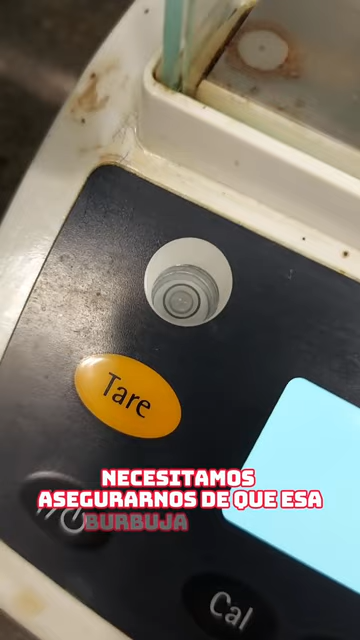 Tare
NECESITAMOS
ASEGURARNOS DE QUE ESA
BURBUJA
Cal